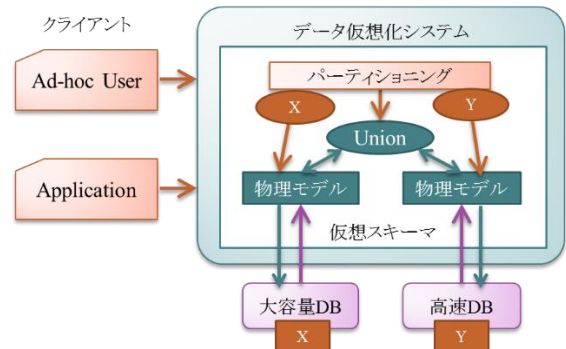 クライアント
データ仮想化システム
Ad-hoc User
パーティショニング
X
Y
Union
Application
物理モデル
物理モデル
仮想スキーマ
大容量DB
高速DB
X
Y